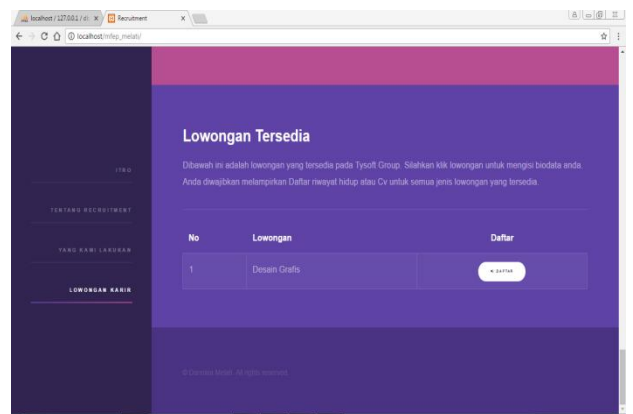 localhost / 127.0.0.1 / d
Recruitment
localhost/mfep_melati/
ITRO
TENTANG RECRUITMENT
YANG KAMI LAKUKAN
LOWONGAN KARIR
Lowongan Tersedia
Dibawah ini adalah lowongan yang tersedia pada Tysoft Group. Silahkan klik lowongan untuk mengisi biodata anda.
Anda diwajibkan melampirkan Daftar riwayat hidup atau Cv untuk semua jenis lowongan yang tersedia.
No Lowongan Daftar
1 Desain Grafis DAFTAR
© Melati. All rights reserved.